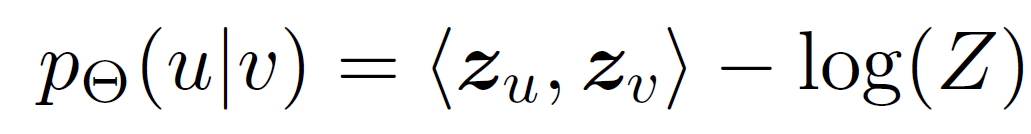 p_Θ(u|v) = ⟨z_u, z_v⟩ − log(Z)